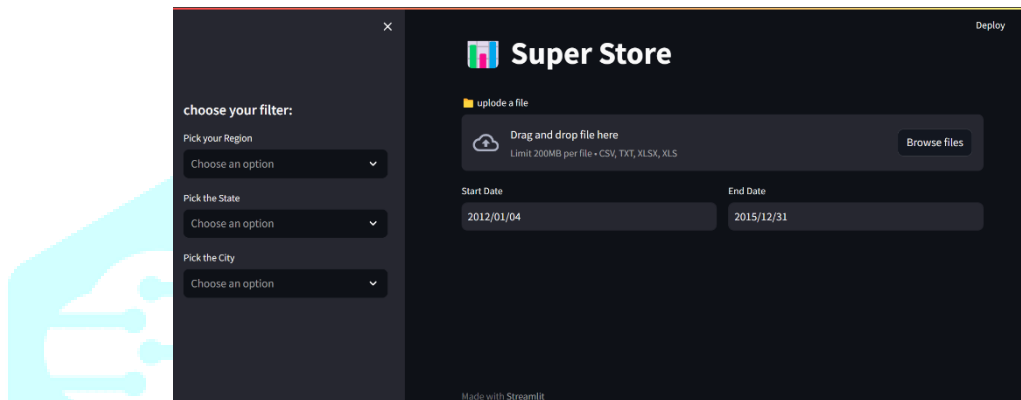 Deploy
Super Store
choose your filter:
Pick your Region
Choose an option
Pick the State
Choose an option
Pick the City
Choose an option
uplode a file
Drag and drop file here
Limit 200MB per file • CSV, TXT, XLSX, XLS
Browse files
Start Date
2012/01/04
End Date
2015/12/31
Made with Streamlit